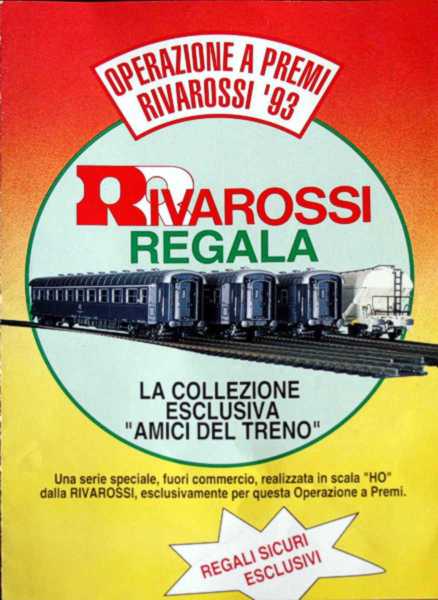 OPERAZIONE A PREMI
RIVAROSSI '93
RIVAROSSI
REGALA
LA COLLEZIONE
ESCLUSIVA
"AMICI DEL TRENO"
Una serie speciale, fuori commercio, realizzata in scala "HO"
dalla RIVAROSSI, esclusivamente per questa Operazione a Premi.
REGALI SICURI
ESCLUSIVI